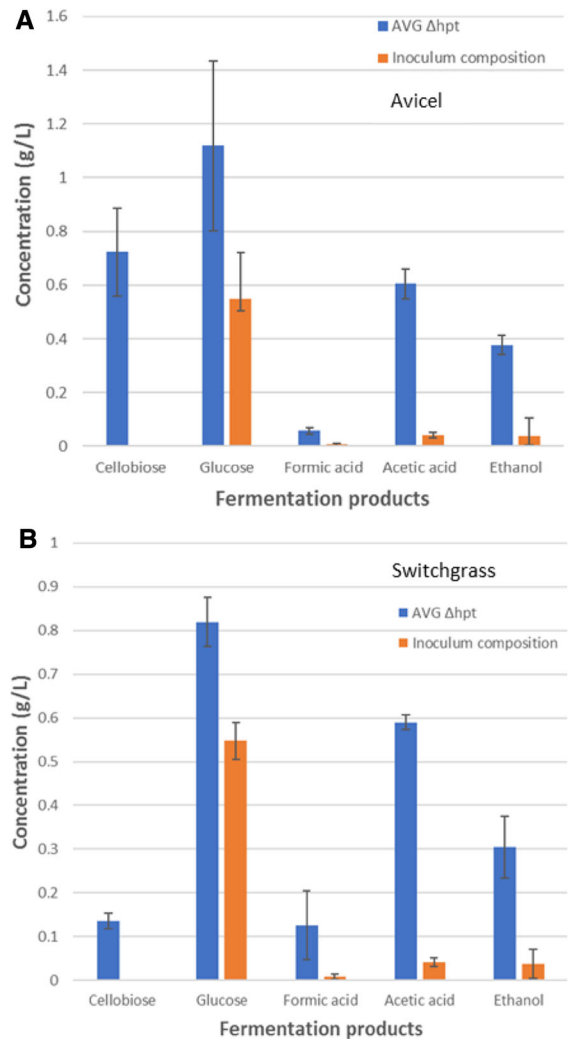 A
1.6
1.4
1.2
1
0.8
0.6
0.4
0.2
0
Concentration (g/L)
AVG Δhpt
Inoculum composition
Avicel
Cellobiose Glucose Formic acid Acetic acid Ethanol
Fermentation products
B
1
0.9
0.8
0.7
0.6
0.5
0.4
0.3
0.2
0.1
0
Concentration (g/L)
Switchgrass
AVG Δhpt
Inoculum composition
Cellobiose Glucose Formic acid Acetic acid Ethanol
Fermentation products